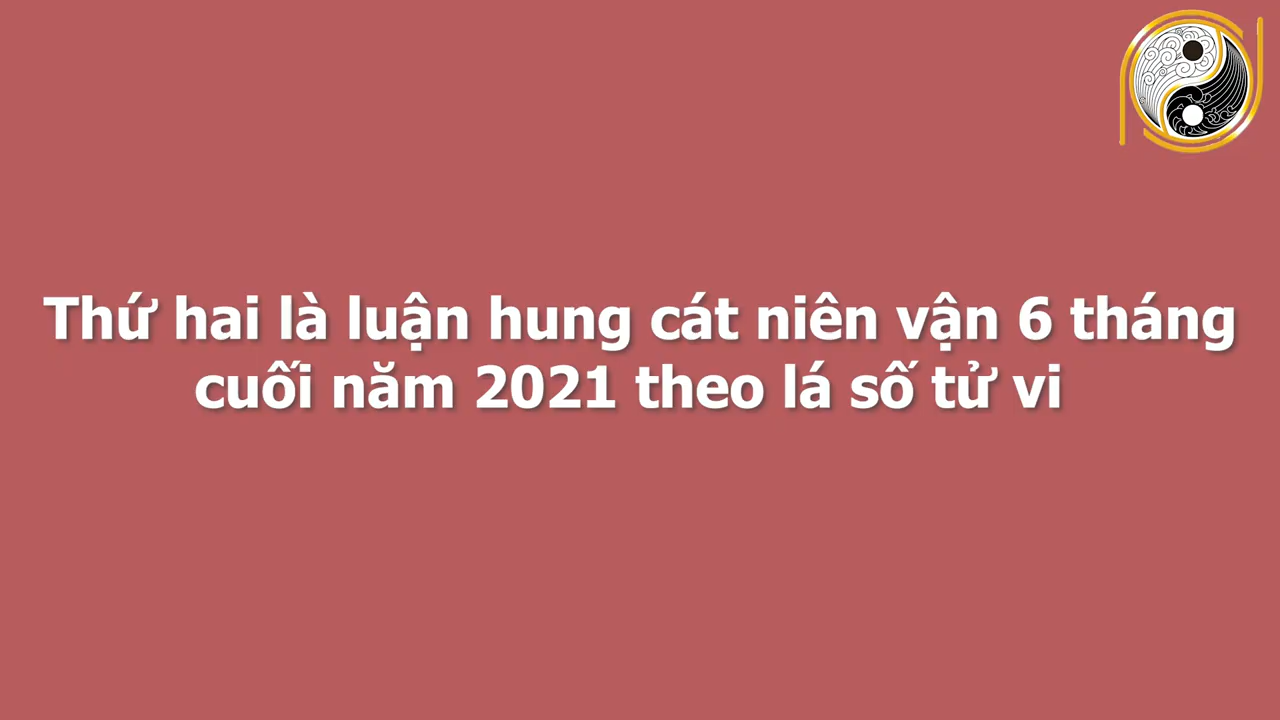 Thứ hai là luận hung cát niên vận 6 tháng
cuối năm 2021 theo lá số tử vi